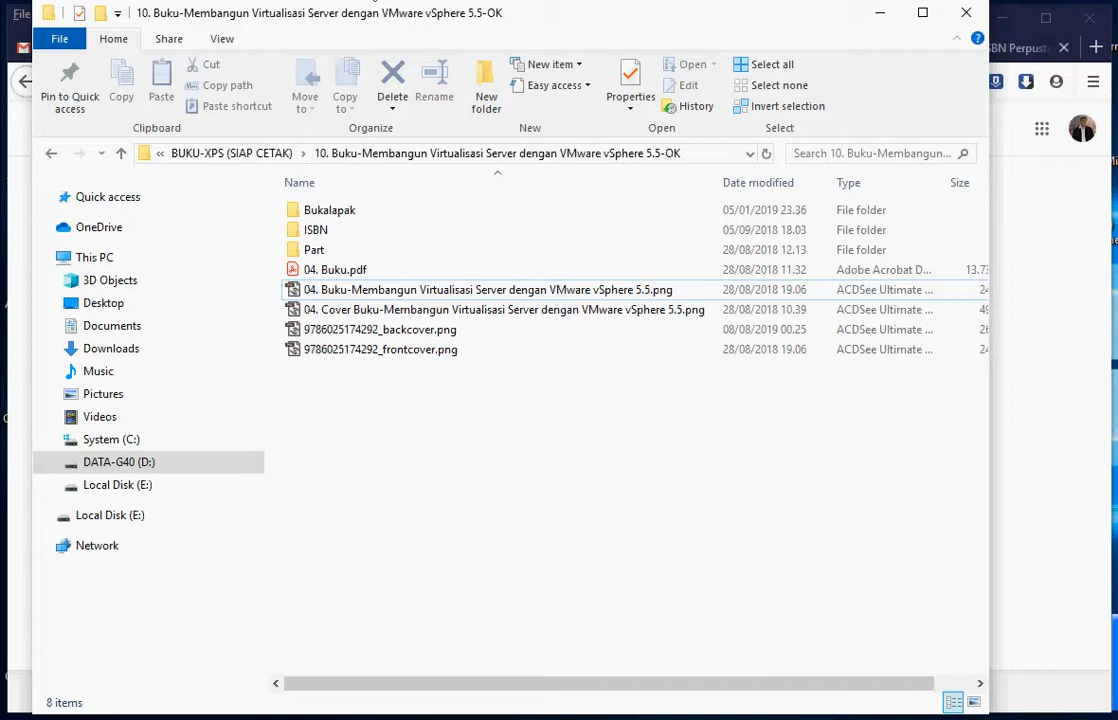 File
10. Buku-Membangun Virtualisasi Server dengan VMware vSphere 5.5-OK
File
Home
Share
View
SBN Perpust
Pin to Quick access
Copy
Paste
Cut
Copy path
Paste shortcut
Clipboard
Move to
Copy to
Delete
Rename
Organize
New folder
New item
Easy access
New
Properties
Open
Edit
History
Open
Select all
Select none
Invert selection
Select
« BUKU-XPS (SIAP CETAK) › 10. Buku-Membangun Virtualisasi Server dengan VMware vSphere 5.5-OK
Search 10. Buku-Membangun...
Name Date modified Type Size
Quick access
OneDrive
This PC
3D Objects
Desktop
Documents
Downloads
Music
Pictures
Videos
System (C:)
DATA-G40 (D:)
Local Disk (E:)
Local Disk (E:)
Network
Bukalapak 05/01/2019 23.36 File folder
ISBN 05/09/2018 18.03 File folder
Part 28/08/2018 12.13 File folder
04. Buku.pdf 28/08/2018 11.32 Adobe Acrobat D... 13.73
04. Buku-Membangun Virtualisasi Server dengan VMware vSphere 5.5.png 28/08/2018 19.06 ACDSee Ultimate ... 24
04. Cover Buku-Membangun Virtualisasi Server dengan VMware vSphere 5.5.png 28/08/2018 10.39 ACDSee Ultimate ... 49
9786025174292_backcover.png 08/08/2019 00.25 ACDSee Ultimate ... 26
9786025174292_frontcover.png 28/08/2018 19.06 ACDSee Ultimate ... 24
8 items